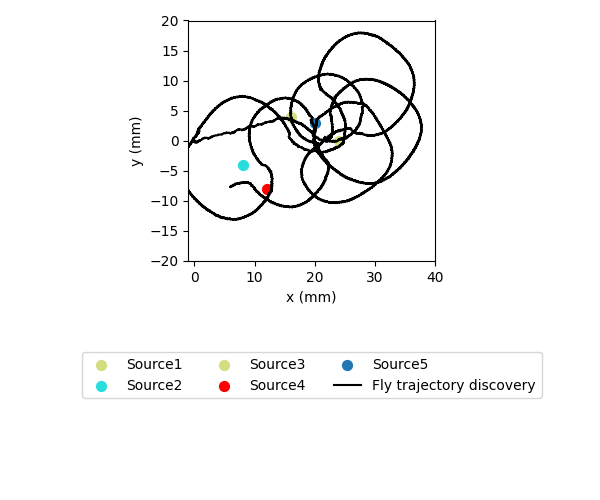 20
15
10
5
0
−5
−10
−15
−20
y (mm)
0 10 20 30 40
x (mm)
Source1 Source3 Source5
Source2 Source4 Fly trajectory discovery